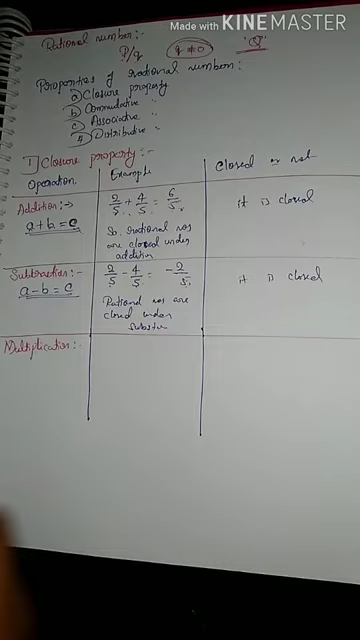 Made with KINEMASTER
Rational number:-
P/q q ≠ 0 'Q'
Properties of rational numbers:
a) Closure property
b) Commutative "
c) Associative "
4) Distributive "
1) Closure property:-
Operation Example Closed or not
Addition:→ 2/5 + 4/5 = 6/5 it is closed
a+b=c So. rational nos
are closed under
addition
Subtraction:- 2/5 - 4/5 = -2/5 it is closed
a-b=c Rational nos are
closed under
Multiplication:-